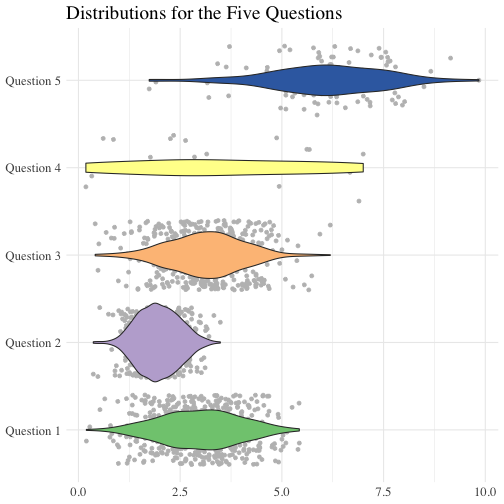 Distributions for the Five Questions
Question 5
Question 4
Question 3
Question 2
Question 1
0.0 2.5 5.0 7.5 10.0